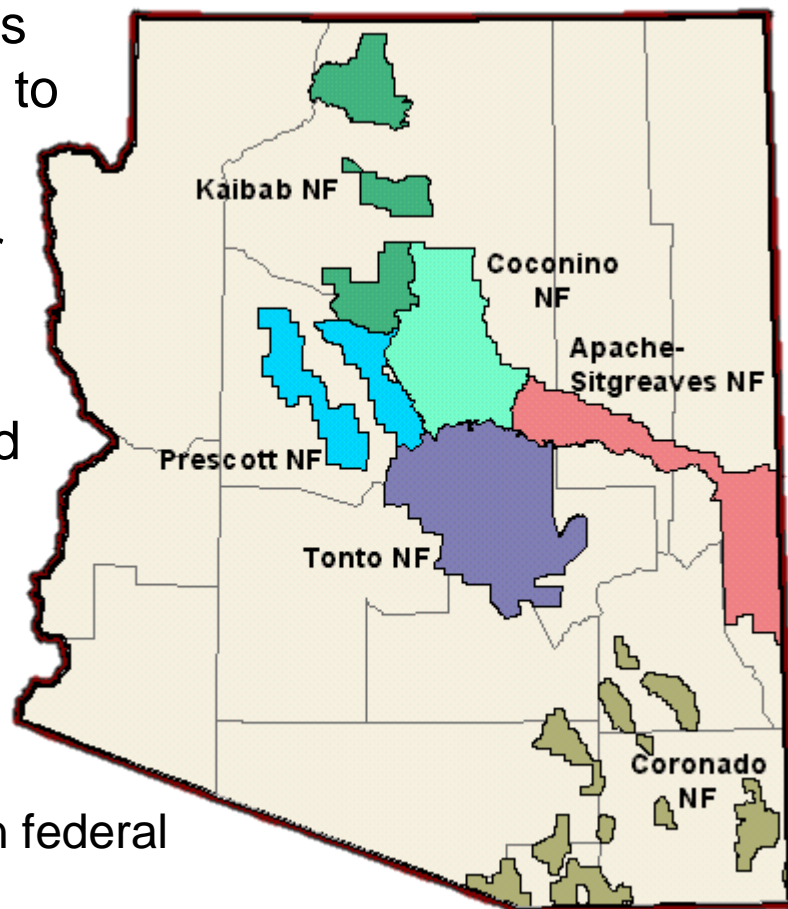 s
to
Kaibab NF
Coconino
NF
Apache-
Sitgreaves NF
d
Prescott NF
Tonto NF
Coronado
NF
n federal